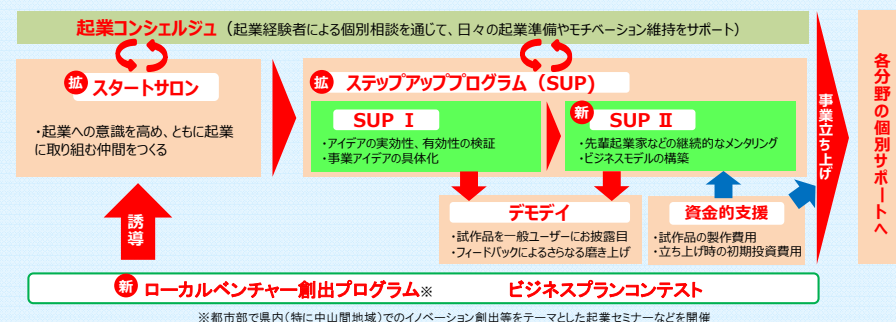 起業コンシェルジュ（起業経験者による個別相談を通じて、日々の起業準備やモチベーション維持をサポート）
拡 スタートサロン
・起業への意識を高め、ともに起業
に取り組む仲間をつくる
拡 ステップアッププログラム（SUP)
SUP Ⅰ
・アイデアの実効性、有効性の検証
・事業アイデアの具体化
新 SUP Ⅱ
・先輩起業家などの継続的なメンタリング
・ビジネスモデルの構築
事業立ち上げ
各分野の個別サポートへ
誘導
デモデイ
・試作品を一般ユーザーにお披露目
・フィードバックによるさらなる磨き上げ
資金的支援
・試作品の製作費用
・立ち上げ時の初期投資費用
新 ローカルベンチャー創出プログラム※ ビジネスプランコンテスト
※都市部で県内（特に中山間地域）でのイノベーション創出等をテーマとした起業セミナーなどを開催